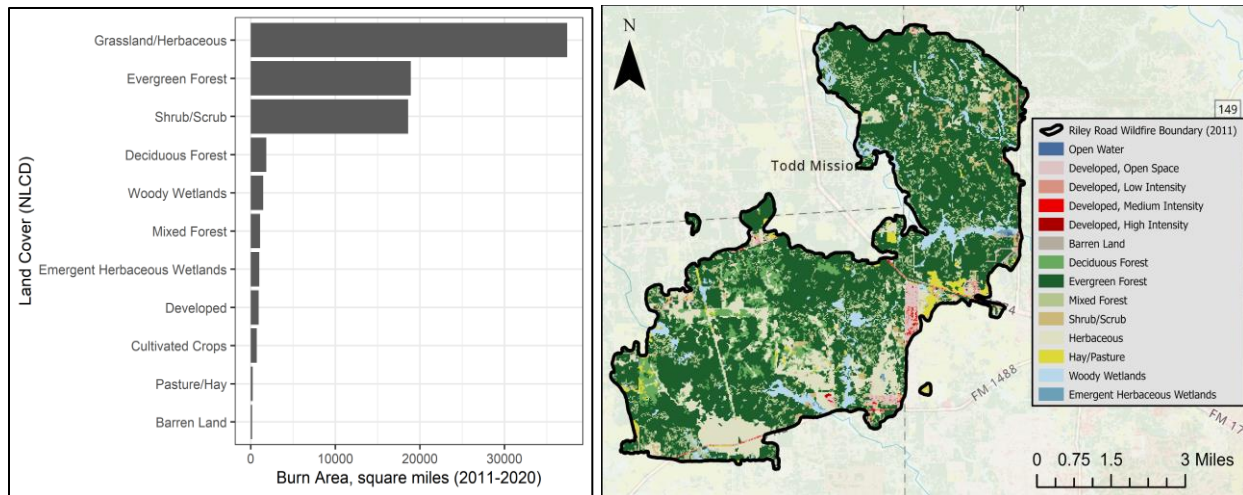 Land Cover (NLCD)
Grassland/Herbaceous
Evergreen Forest
Shrub/Scrub
Deciduous Forest
Woody Wetlands
Mixed Forest
Emergent Herbaceous Wetlands
Developed
Cultivated Crops
Pasture/Hay
Barren Land
0
10000
20000
30000
Burn Area, square miles (2011-2020)
N
149
Todd Mission
Riley Road Wildfire Boundary (2011)
Open Water
Developed, Open Space
Developed, Low Intensity
Developed, Medium Intensity
Developed, High Intensity
Barren Land
Deciduous Forest
Evergreen Forest
Mixed Forest
Shrub/Scrub
Herbaceous
Hay/Pasture
Woody Wetlands
Emergent Herbaceous Wetlands
FM 1488
FM 17
0 0.75 1.5 3 Miles